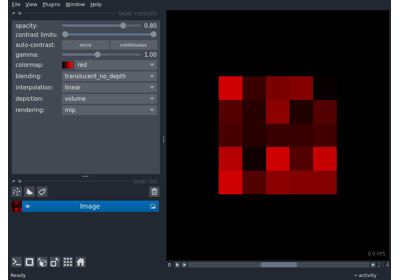 File View Plugins Window Help
layer controls
opacity: 0.80
contrast limits:
auto-contrast: once continuous
gamma: 1.00
colormap: red
blending: translucent_no_depth
interpolation: linear
depiction: volume
rendering: mip
layer list
Image
0.9 FPS
0 2 4
Ready activity